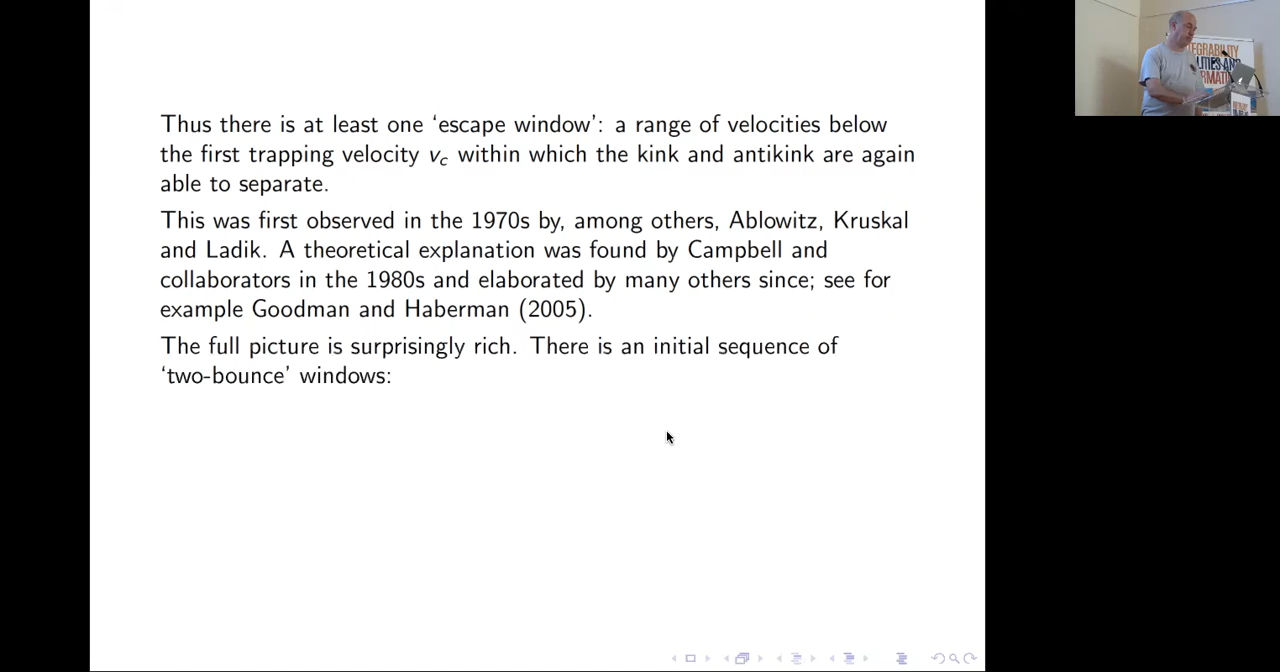 Thus there is at least one ‘escape window’: a range of velocities below
the first trapping velocity v_c within which the kink and antikink are again
able to separate.
This was first observed in the 1970s by, among others, Ablowitz, Kruskal
and Ladik. A theoretical explanation was found by Campbell and
collaborators in the 1980s and elaborated by many others since; see for
example Goodman and Haberman (2005).
The full picture is surprisingly rich. There is an initial sequence of
‘two-bounce’ windows: